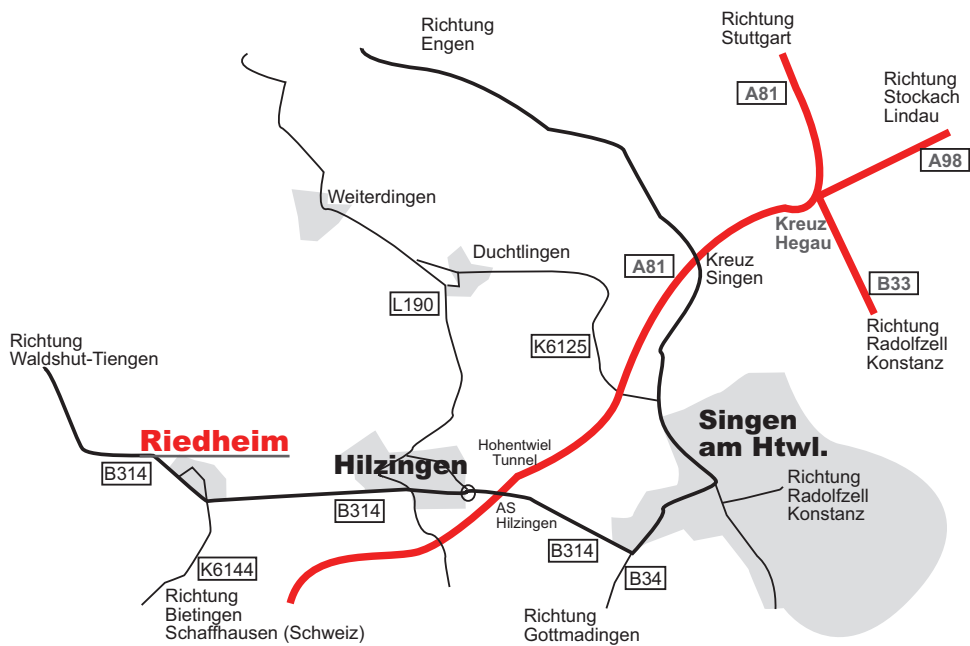 Richtung
Stuttgart
Richtung
Engen
A81
Richtung
Stockach
Lindau
A98
Weiterdingen
Kreuz
Hegau
Duchtlingen
A81
Kreuz
Singen
B33
L190
Richtung
Radolfzell
Konstanz
K6125
Richtung
Waldshut-Tiengen
Riedheim
Singen
am Htwl.
Hohentwiel
Tunnel
Hilzingen
B314
Richtung
Radolfzell
Konstanz
B314
AS
Hilzingen
B314
K6144
B34
Richtung
Bietingen
Schaffhausen (Schweiz)
Richtung
Gottmadingen